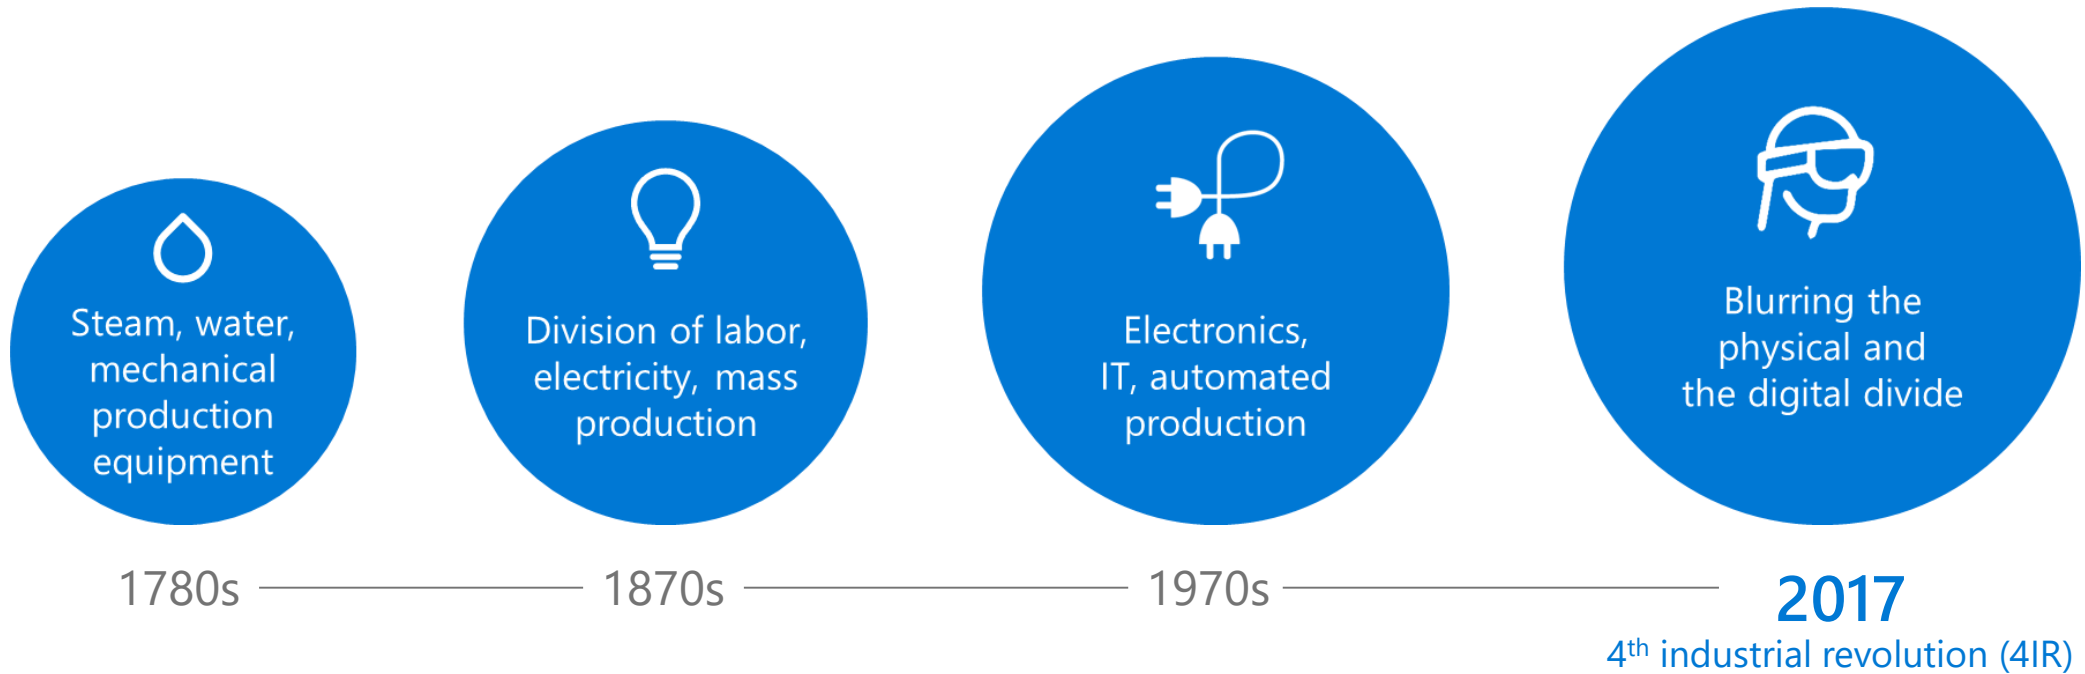 Steam, water,
mechanical
production
equipment
Division of labor,
electricity, mass
production
Electronics,
IT, automated
production
Blurring the
physical and
the digital divide
1780s
1870s
1970s
2017
4th industrial revolution (4IR)